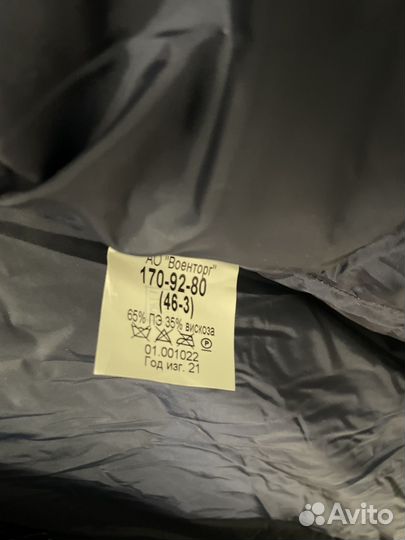 АО "Военторг"
170-92-80
(46-3)
65% ПЭ 35% вискоза
P
01.001022
Год изг. 21
Avito